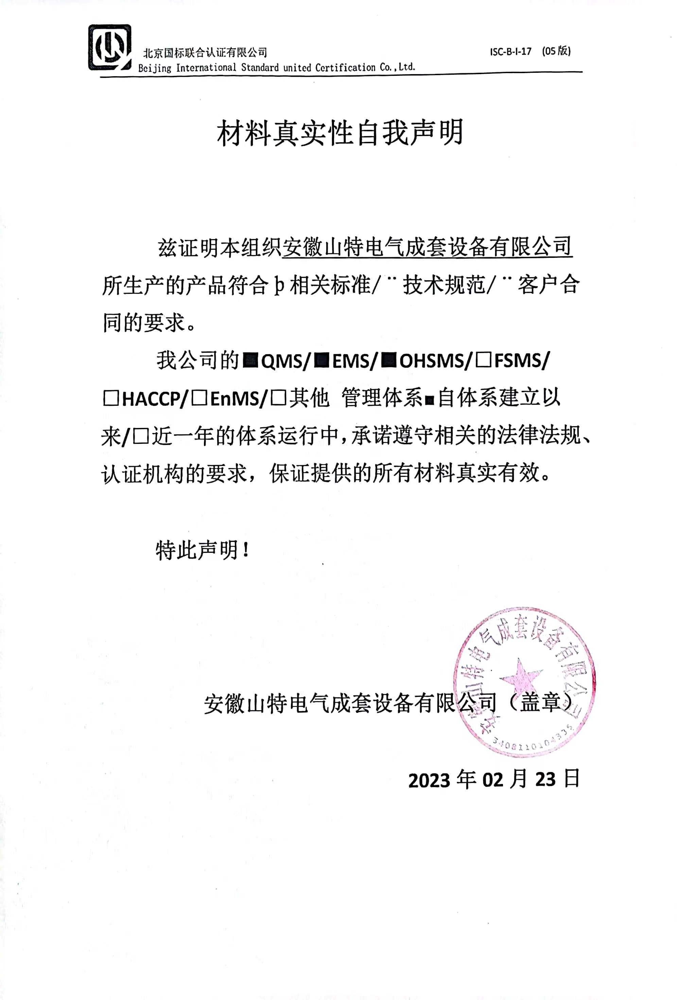 北京国标联合认证有限公司
ISC-B-I-17 (05版)
Beijing International Standard united Certification Co.,Ltd.
材料真实性自我声明
兹证明本组织安徽山特电气成套设备有限公司
所生产的产品符合þ相关标准/¨技术规范/¨客户合
同的要求。
我公司的■QMS/■EMS/■OHSMS/□FSMS/
□HACCP/□EnMS/□其他 管理体系■自体系建立以
来/□近一年的体系运行中,承诺遵守相关的法律法规、
认证机构的要求，保证提供的所有材料真实有效。
特此声明！
安徽山特电气成套设备有限公司
安徽山特电气成套设备有限公司（盖章）
3408110104335
2023 年 02 月 23 日